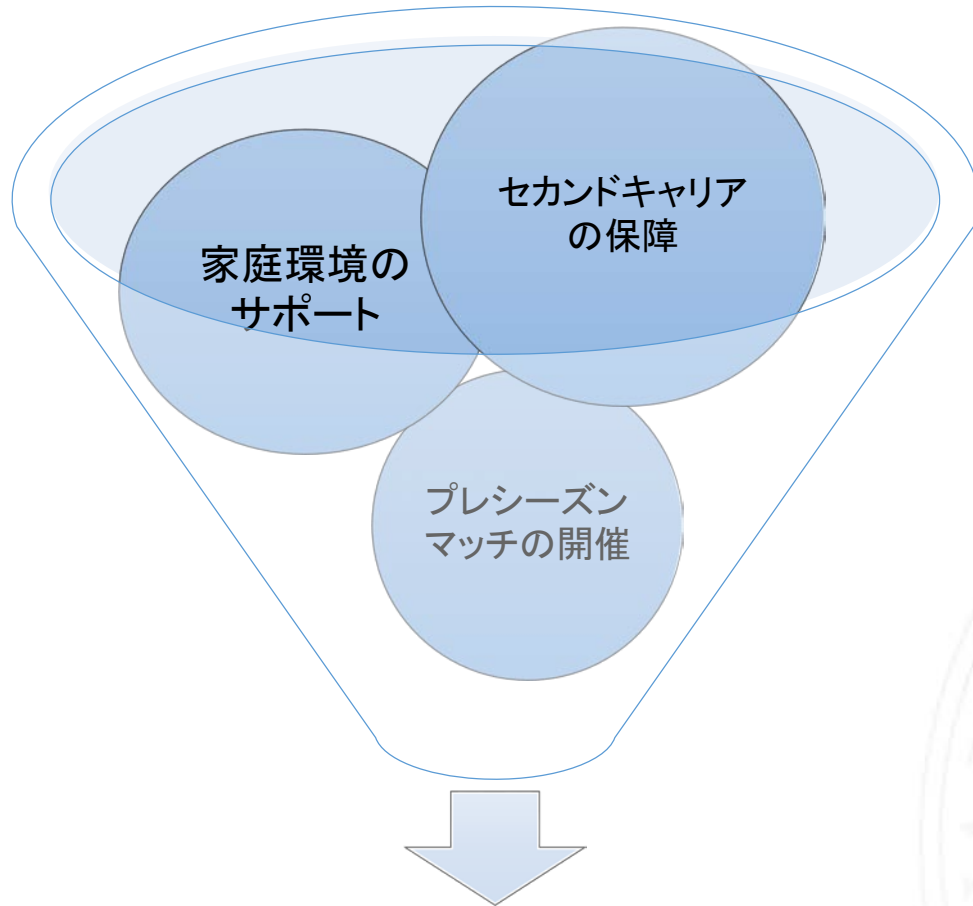 セカンドキャリア
の保障
家庭環境の
サポート
プレシーズン
マッチの開催